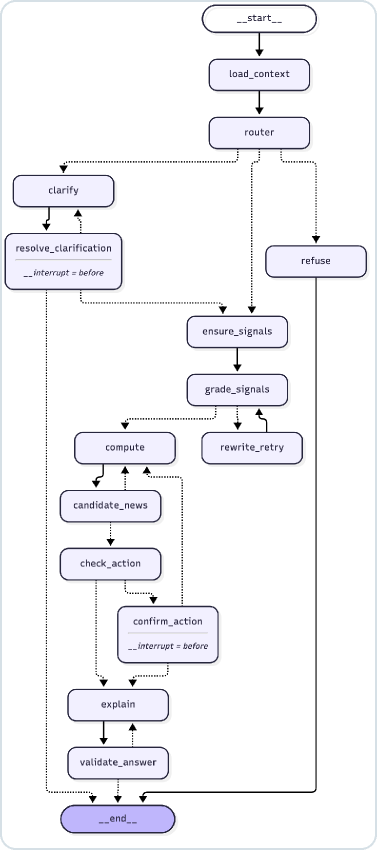 __start__
load_context
router
clarify
resolve_clarification
__interrupt = before
refuse
ensure_signals
grade_signals
compute
rewrite_retry
candidate_news
check_action
confirm_action
__interrupt = before
explain
validate_answer
__end__